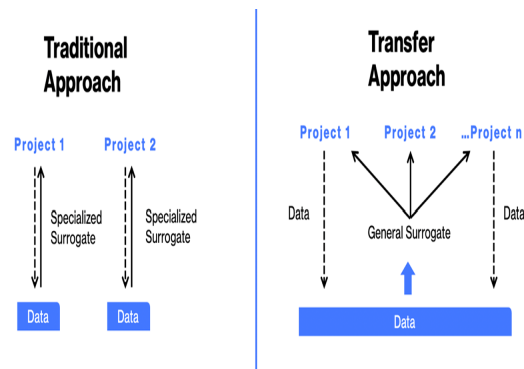 Traditional
Approach
Project 1
Project 2
Specialized
Surrogate
Specialized
Surrogate
Data
Data
Transfer
Approach
Project 1
Project 2
...Project n
Data
Data
General Surrogate
Data